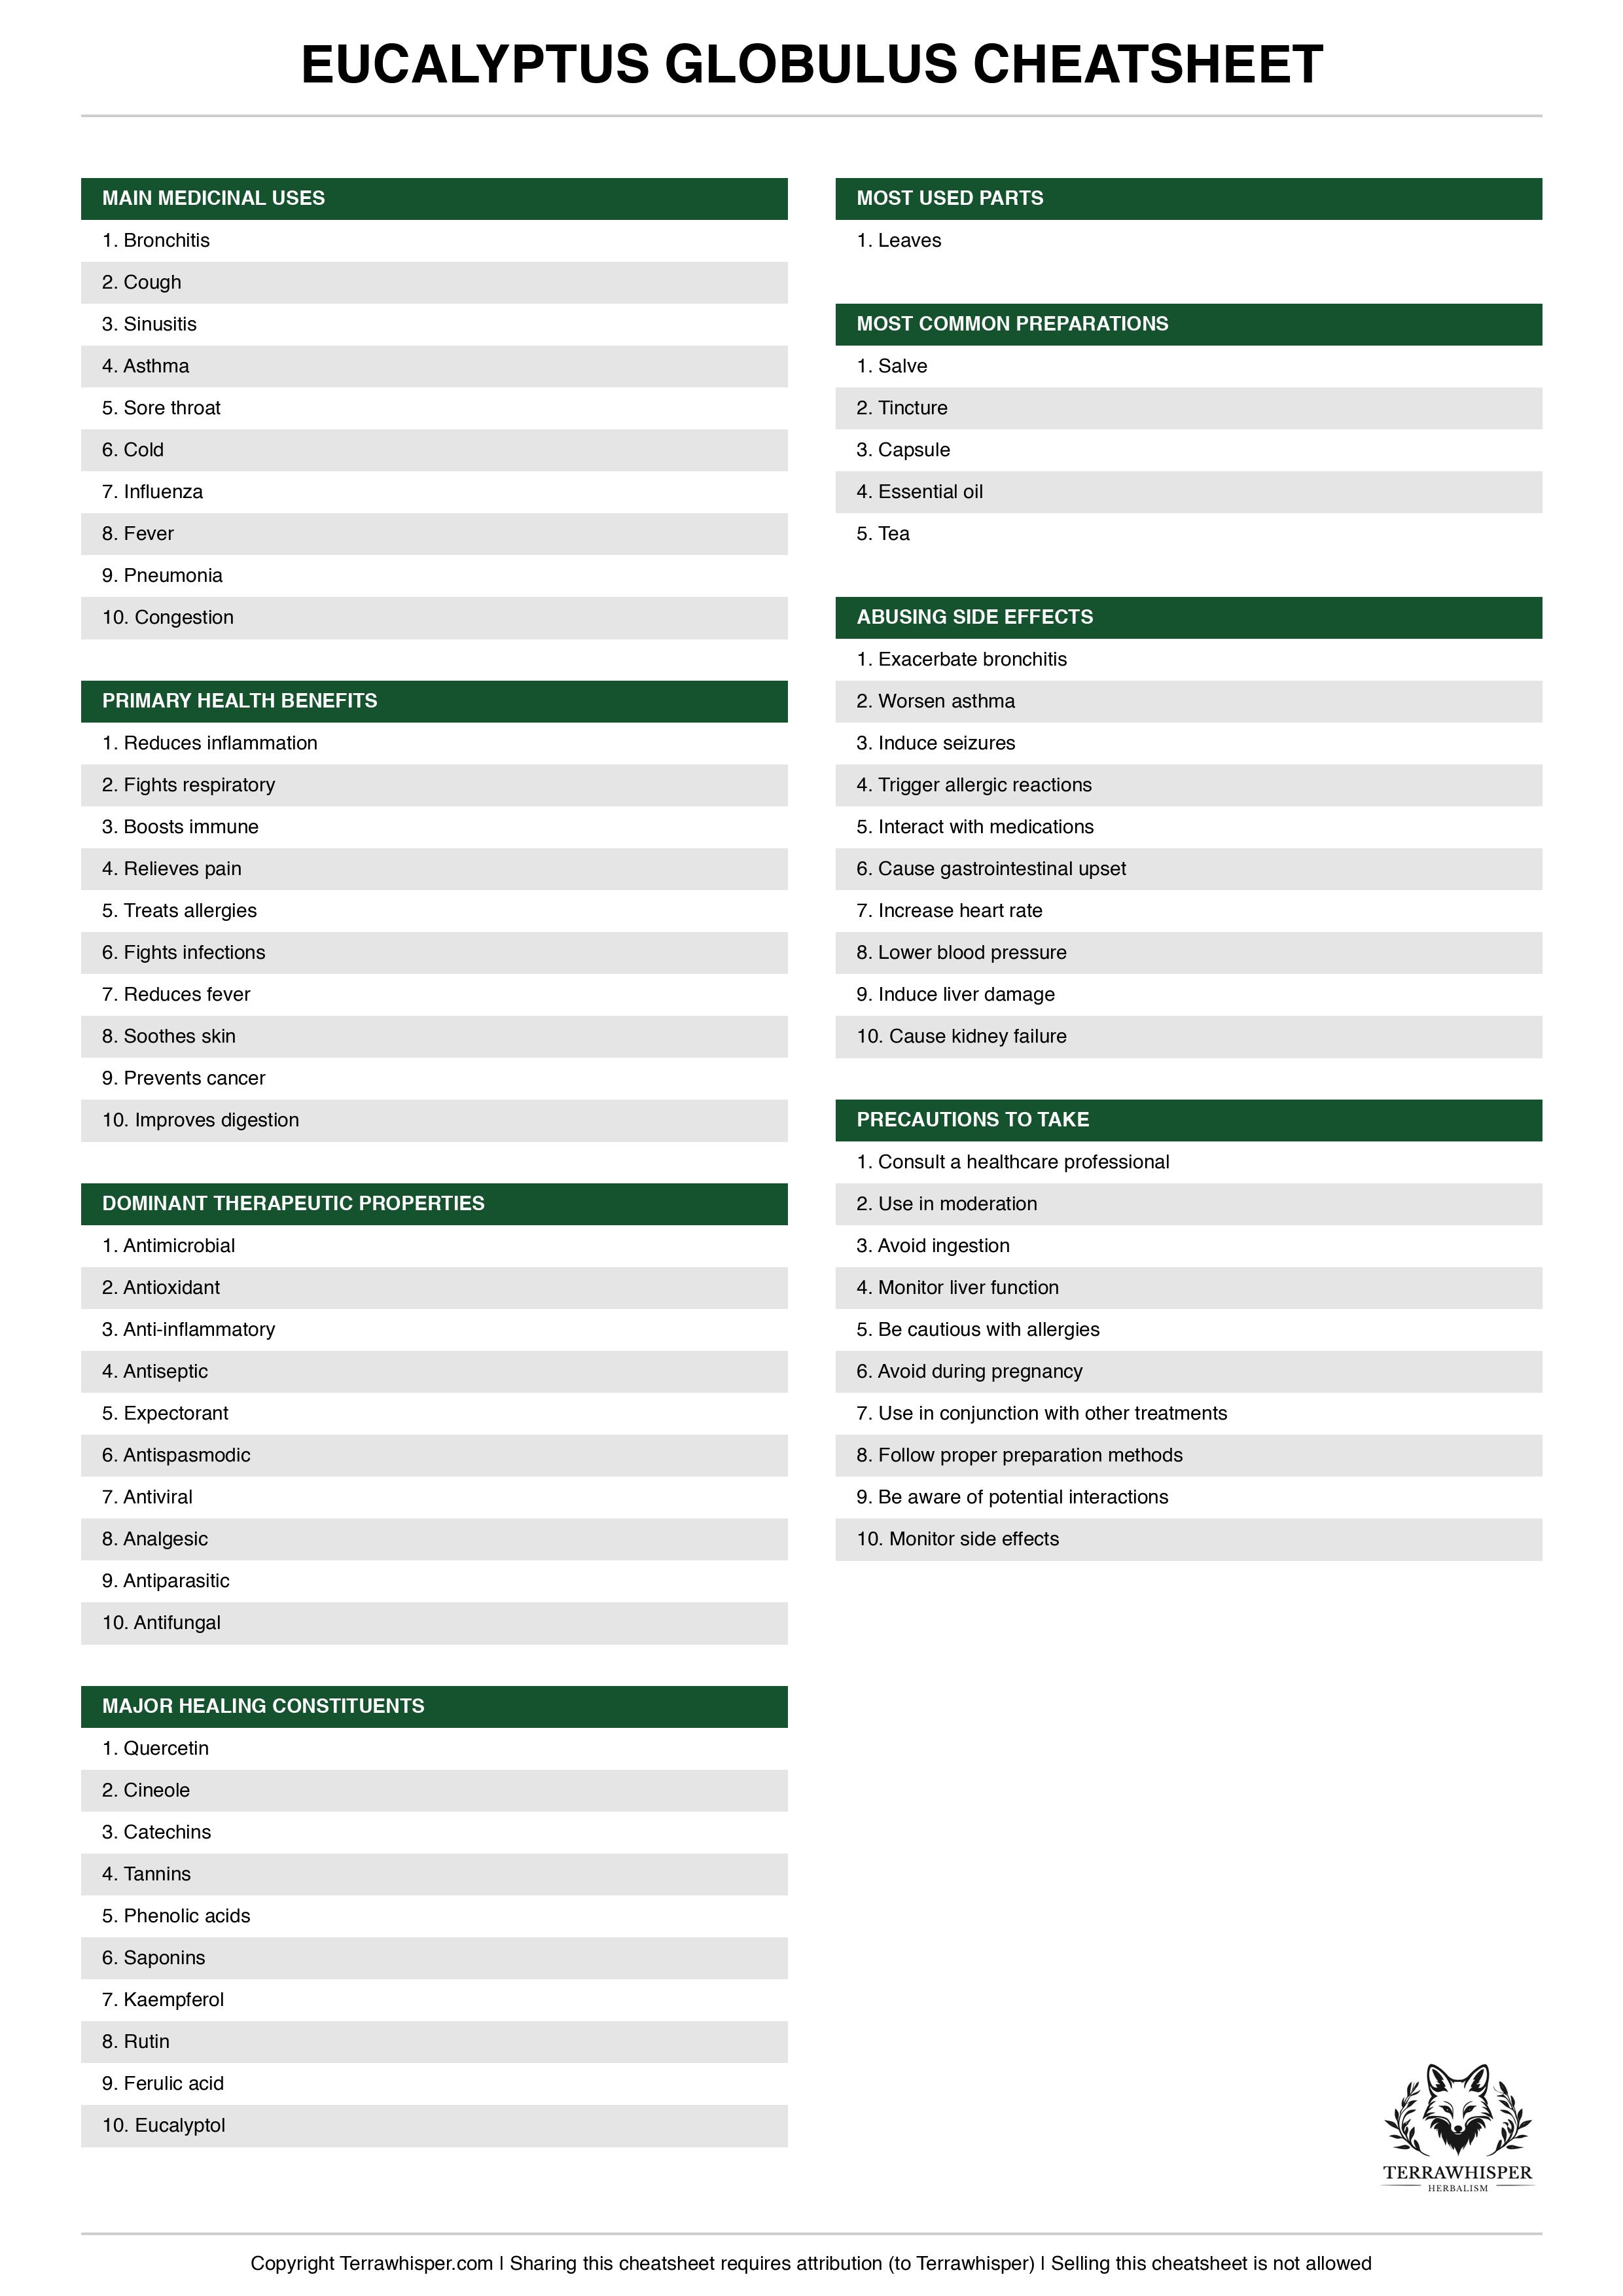 EUCALYPTUS GLOBULUS CHEATSHEET
MAIN MEDICINAL USES
1. Bronchitis
2. Cough
3. Sinusitis
4. Asthma
5. Sore throat
6. Cold
7. Influenza
8. Fever
9. Pneumonia
10. Congestion
PRIMARY HEALTH BENEFITS
1. Reduces inflammation
2. Fights respiratory
3. Boosts immune
4. Relieves pain
5. Treats allergies
6. Fights infections
7. Reduces fever
8. Soothes skin
9. Prevents cancer
10. Improves digestion
DOMINANT THERAPEUTIC PROPERTIES
1. Antimicrobial
2. Antioxidant
3. Anti-inflammatory
4. Antiseptic
5. Expectorant
6. Antispasmodic
7. Antiviral
8. Analgesic
9. Antiparasitic
10. Antifungal
MAJOR HEALING CONSTITUENTS
1. Quercetin
2. Cineole
3. Catechins
4. Tannins
5. Phenolic acids
6. Saponins
7. Kaempferol
8. Rutin
9. Ferulic acid
10. Eucalyptol
MOST USED PARTS
1. Leaves
MOST COMMON PREPARATIONS
1. Salve
2. Tincture
3. Capsule
4. Essential oil
5. Tea
ABUSING SIDE EFFECTS
1. Exacerbate bronchitis
2. Worsen asthma
3. Induce seizures
4. Trigger allergic reactions
5. Interact with medications
6. Cause gastrointestinal upset
7. Increase heart rate
8. Lower blood pressure
9. Induce liver damage
10. Cause kidney failure
PRECAUTIONS TO TAKE
1. Consult a healthcare professional
2. Use in moderation
3. Avoid ingestion
4. Monitor liver function
5. Be cautious with allergies
6. Avoid during pregnancy
7. Use in conjunction with other treatments
8. Follow proper preparation methods
9. Be aware of potential interactions
10. Monitor side effects
TERRAWHISPER
HERBALISM
Copyright Terrawhisper.com | Sharing this cheatsheet requires attribution (to Terrawhisper) | Selling this cheatsheet is not allowed